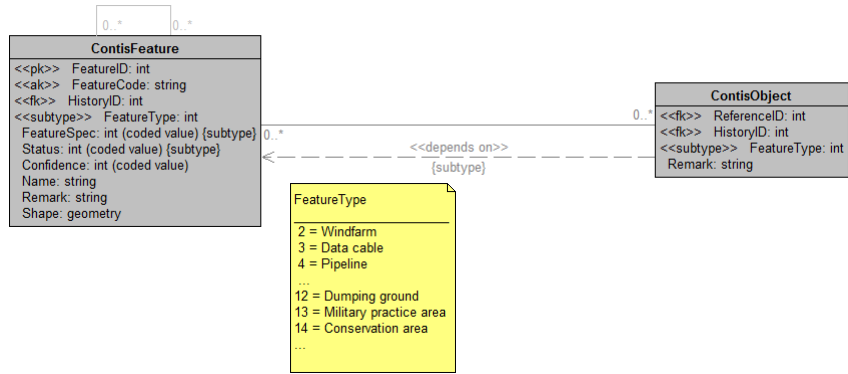 0..* 0..*
ContisFeature
<<pk>> FeatureID: int
<<ak>> FeatureCode: string
<<fk>> HistoryID: int
<<subtype>> FeatureType: int
FeatureSpec: int (coded value) {subtype}
Status: int (coded value) {subtype}
Confidence: int (coded value)
Name: string
Remark: string
Shape: geometry
0..* 0..*
<<depends on>>
{subtype}
ContisObject
<<fk>> ReferenceID: int
<<fk>> HistoryID: int
<<subtype>> FeatureType: int
Remark: string
FeatureType
2 = Windfarm
3 = Data cable
4 = Pipeline
...
12 = Dumping ground
13 = Military practice area
14 = Conservation area
...